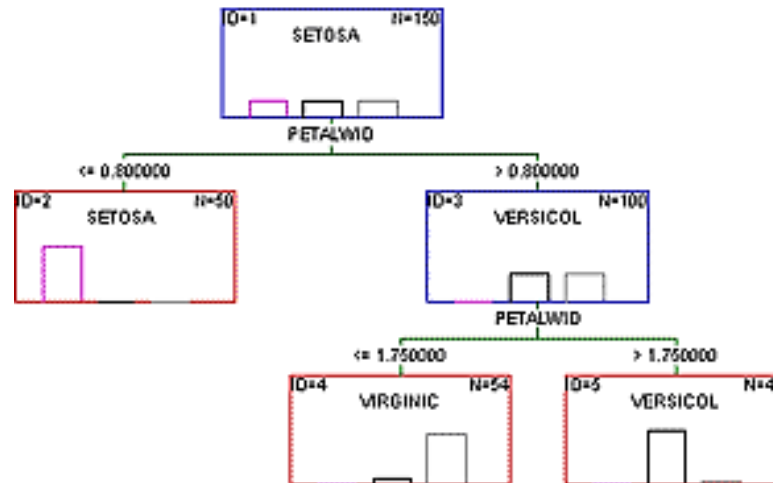 ID=1 N=150
SETOSA
PETALWID
<= 0.800000 > 0.800000
ID=2 N=50
SETOSA
ID=3 N=100
VERSICOL
PETALWID
<= 1.750000 > 1.750000
ID=4 N=54
VIRGINIC
ID=5 N=4
VERSICOL